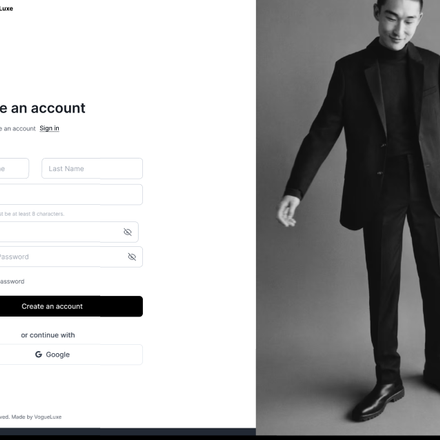 Luxe
e an account
e an account Sign in
e Last Name
t be at least 8 characters
assword
assword
Create an account
or continue with
Google
ved. Made by VogueLuxe